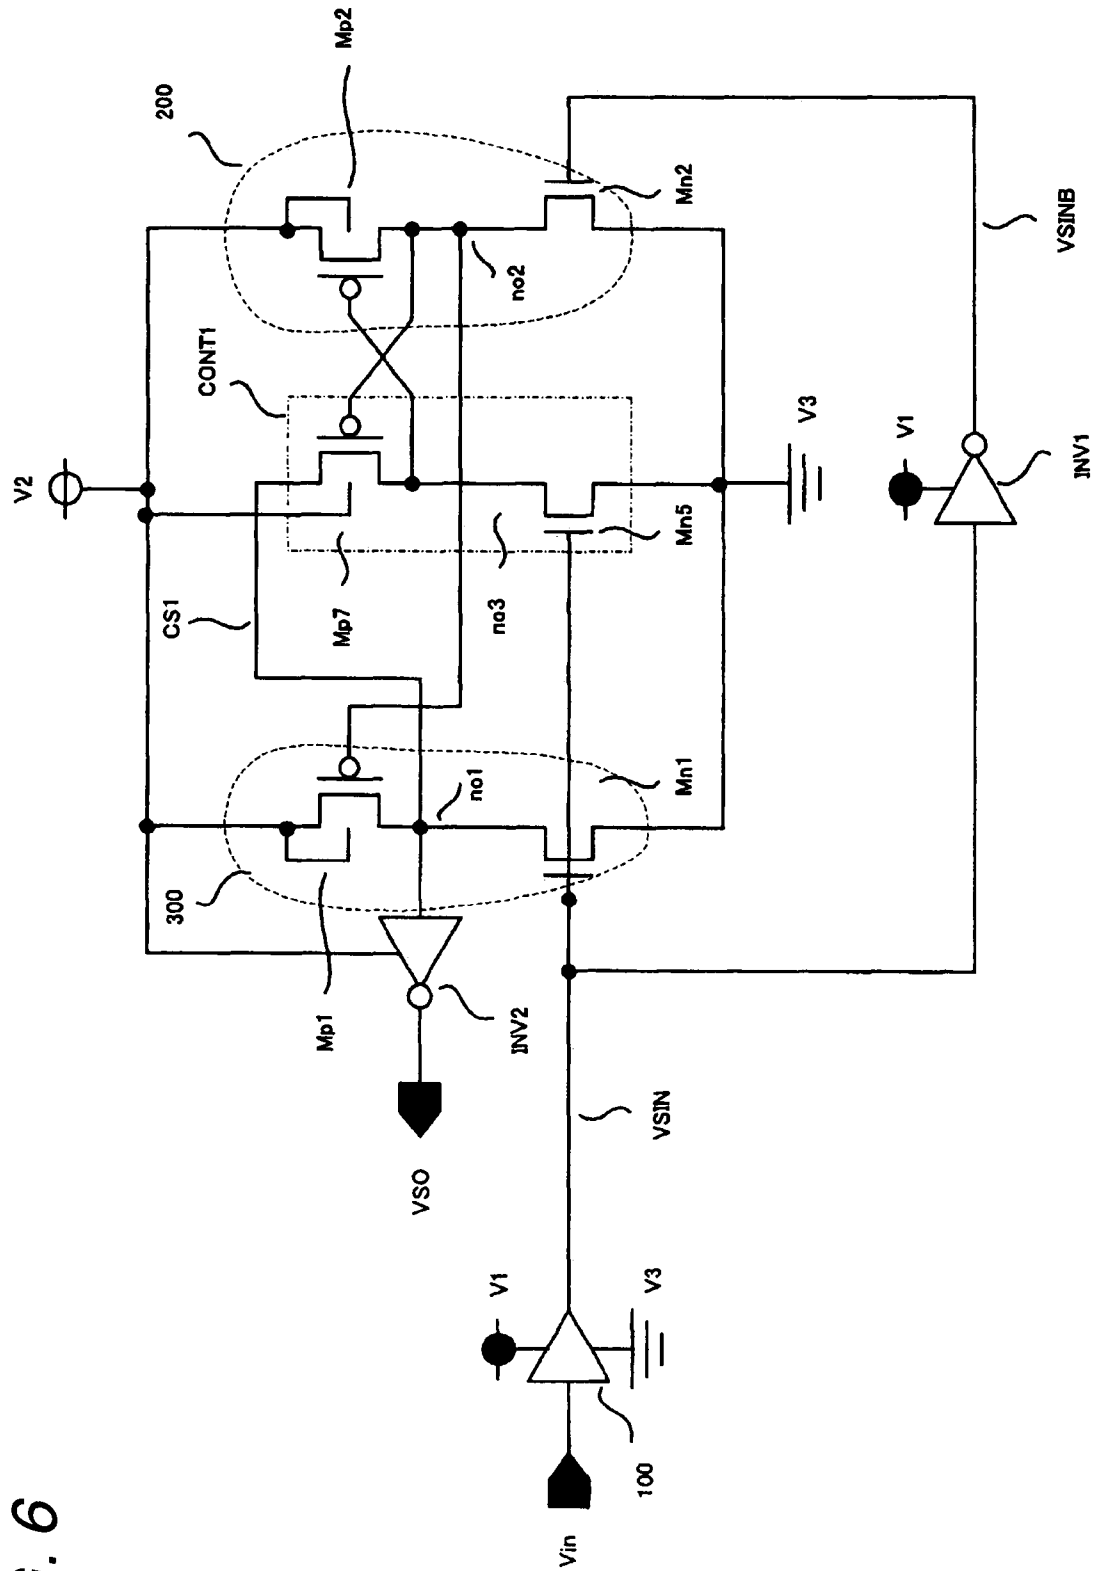 Mp2
200
CONT1
V2
no2
Mn2
VSINB
CS1
Mp7
no3
Mn5
V3
V1
INV1
300
no1
Mn1
Mp1
INV2
VSO
VSIN
V1
V3
100
Vin
. 6